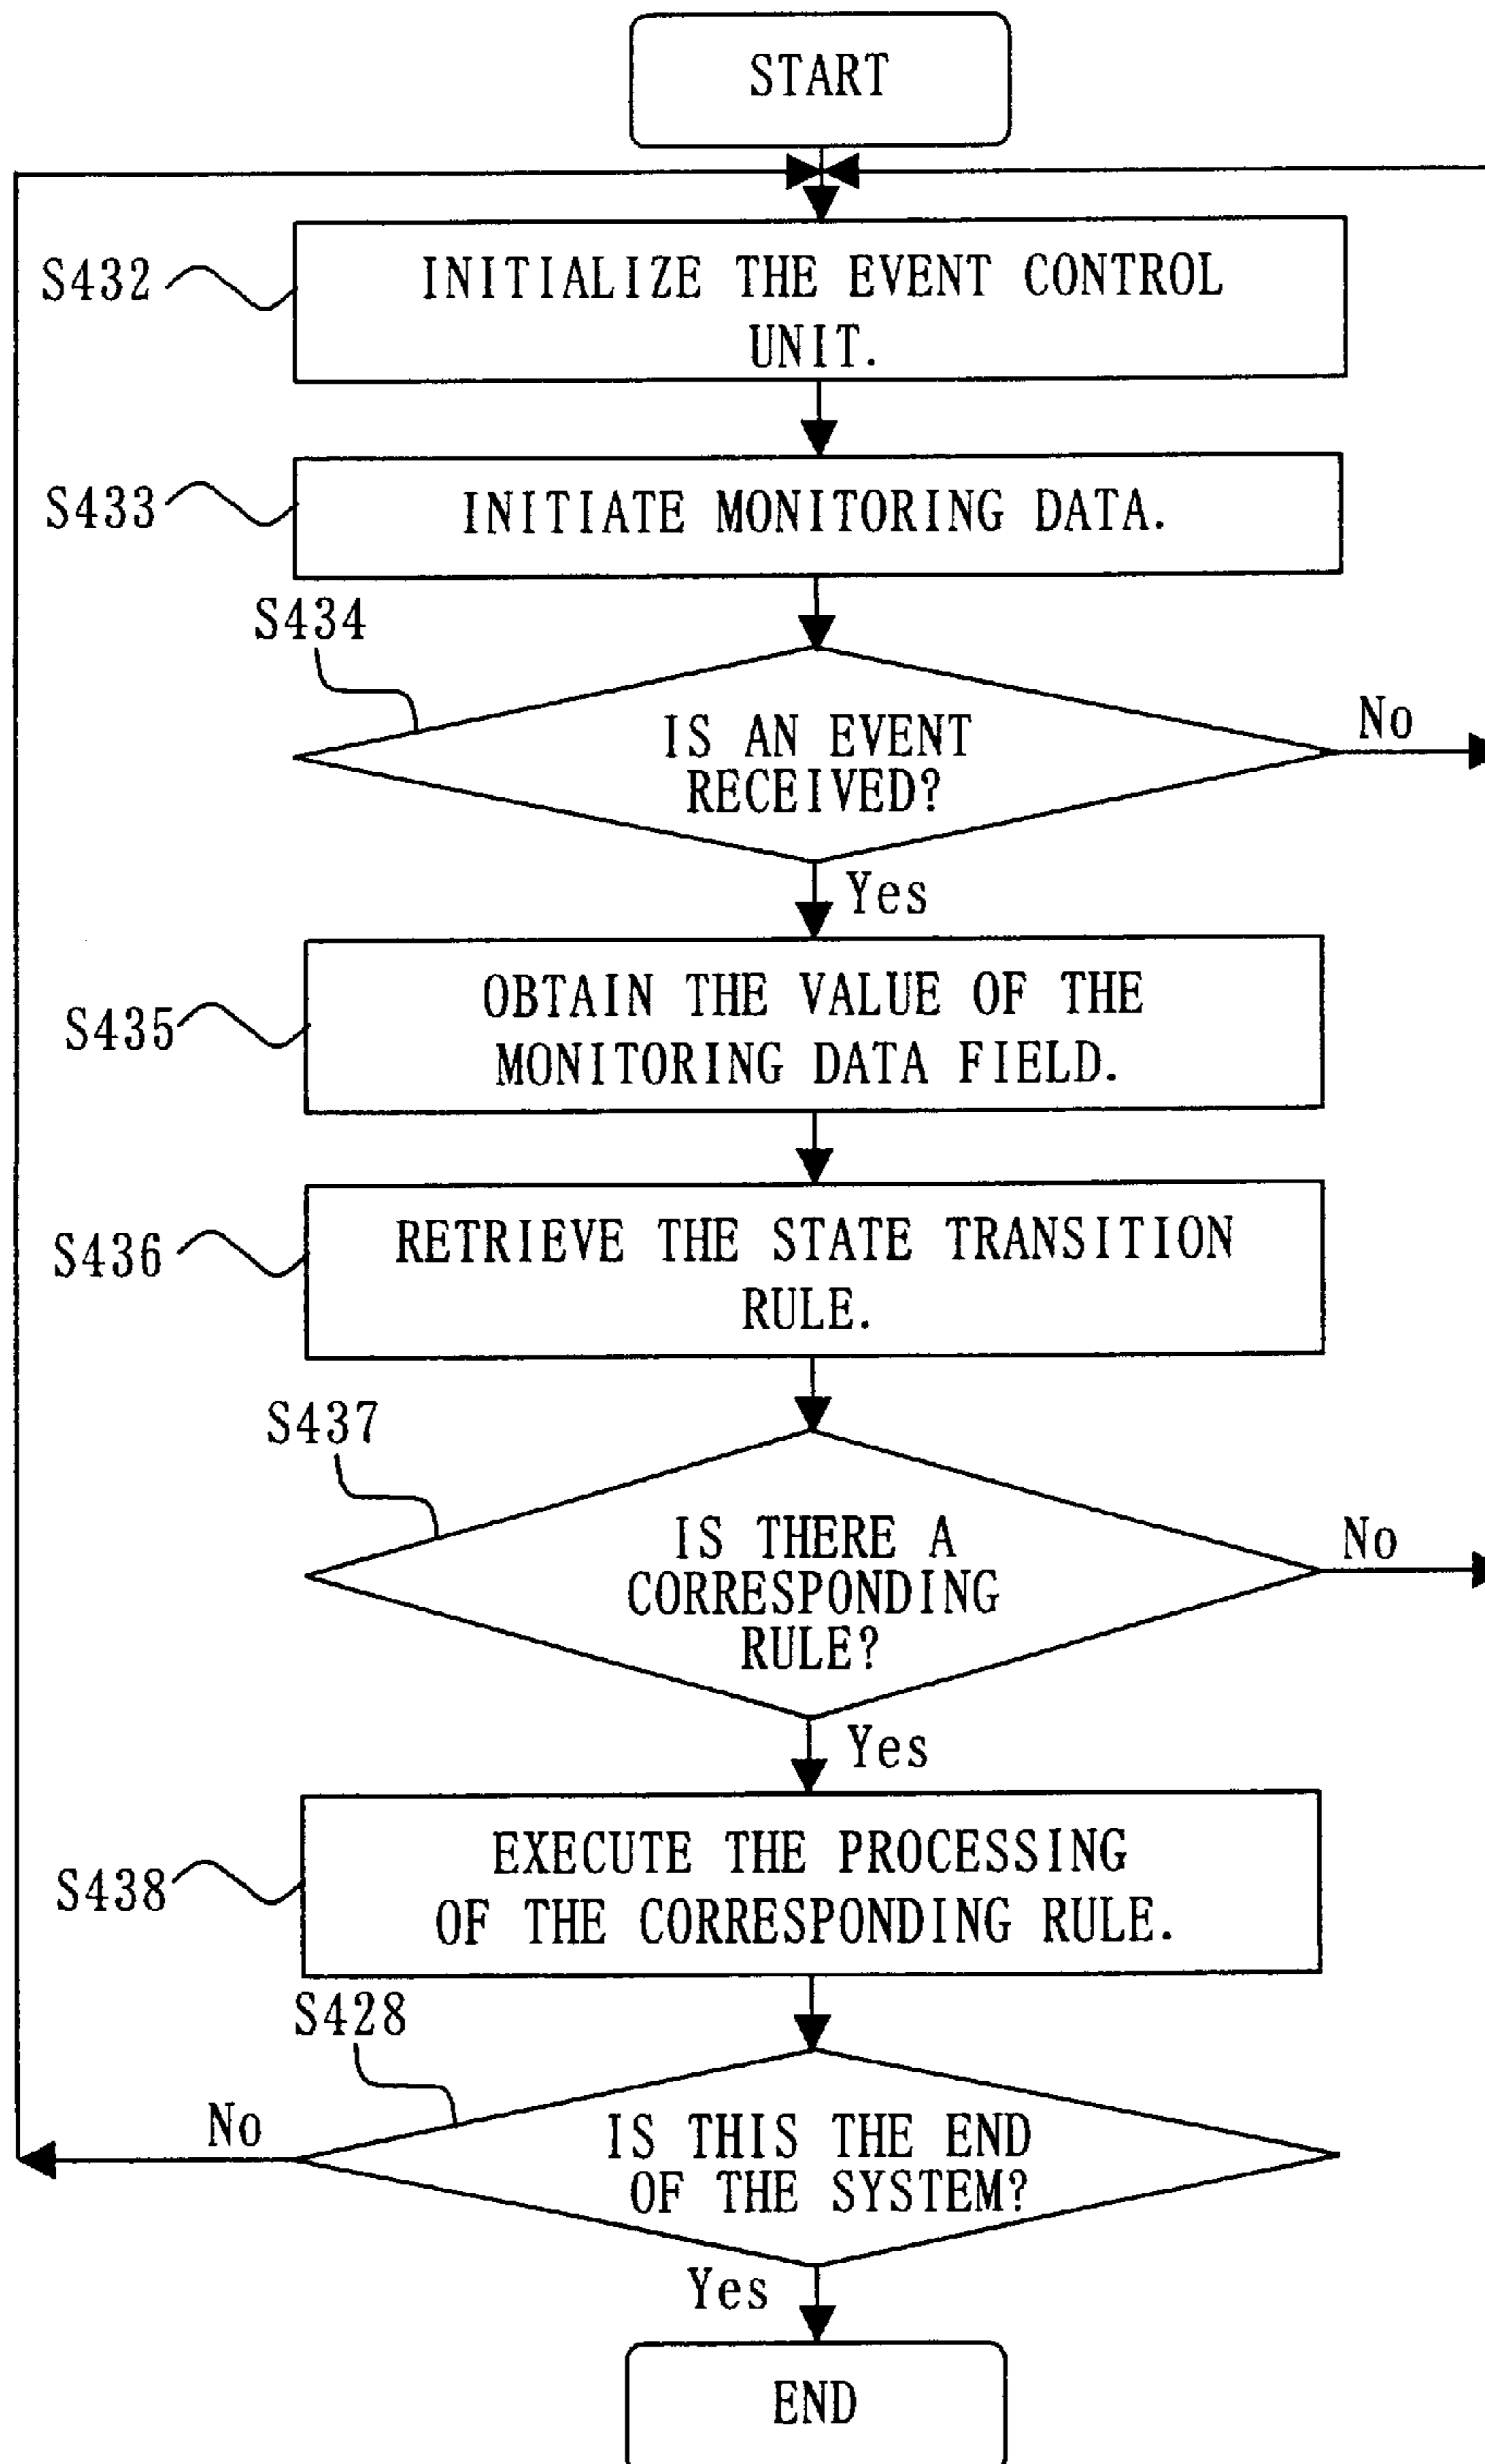 START
S432
INITIALIZE THE EVENT CONTROL
UNIT.
S433
INITIATE MONITORING DATA.
S434
IS AN EVENT
RECEIVED?
No
Yes
S435
OBTAIN THE VALUE OF THE
MONITORING DATA FIELD.
S436
RETRIEVE THE STATE TRANSITION
RULE.
S437
IS THERE A
CORRESPONDING
RULE?
No
Yes
S438
EXECUTE THE PROCESSING
OF THE CORRESPONDING RULE.
S428
No
IS THIS THE END
OF THE SYSTEM?
Yes
END